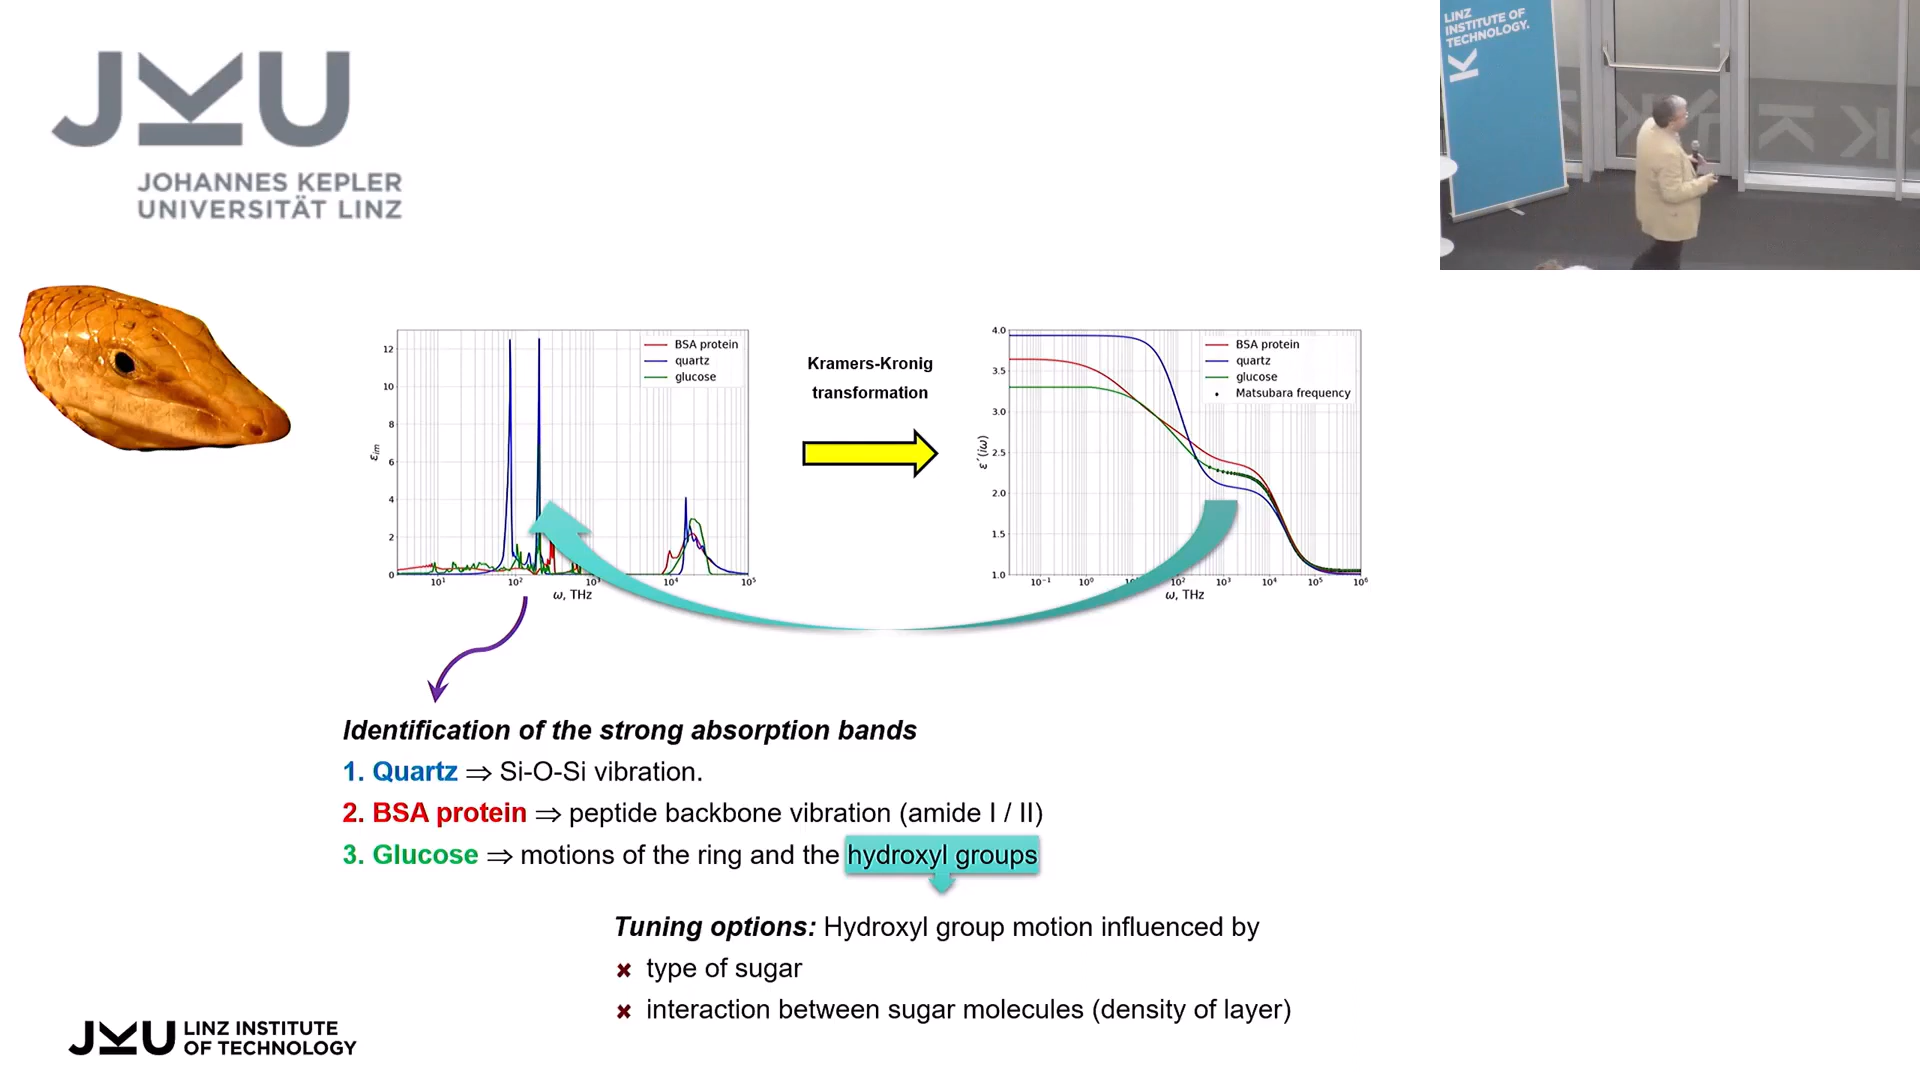 JKU
JOHANNES KEPLER
UNIVERSITÄT LINZ
LINZ
INSTITUTE OF
TECHNOLOGY.
K
12
10
8
6
4
2
0
εim
BSA protein
quartz
glucose
10¹
10²
10³
10⁴
10⁵
ω, THz
Kramers-Kronig
transformation
4.0
3.5
3.0
2.5
2.0
1.5
1.0
ε´(iω)
BSA protein
quartz
glucose
Matsubara frequency
10⁻¹
10⁰
10²
10³
10⁴
10⁵
10⁶
ω, THz
Identification of the strong absorption bands
1. Quartz ⇒ Si-O-Si vibration.
2. BSA protein ⇒ peptide backbone vibration (amide I / II)
3. Glucose ⇒ motions of the ring and the hydroxyl groups
Tuning options: Hydroxyl group motion influenced by
✖ type of sugar
✖ interaction between sugar molecules (density of layer)
JKU LINZ INSTITUTE
OF TECHNOLOGY